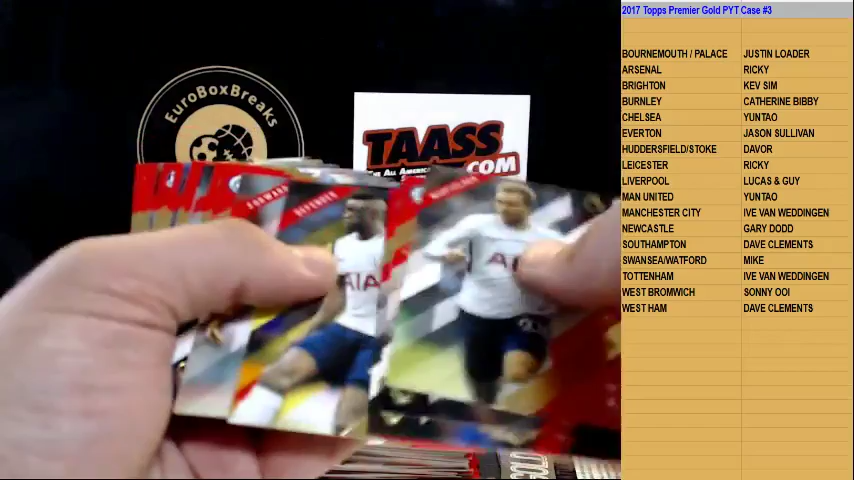 2017 Topps Premier Gold PYT Case #3
BOURNEMOUTH / PALACE JUSTIN LOADER
ARSENAL RICKY
BRIGHTON KEV SIM
BURNLEY CATHERINE BIBBY
CHELSEA YUNTAO
EVERTON JASON SULLIVAN
HUDDERSFIELD/STOKE DAVOR
LEICESTER RICKY
LIVERPOOL LUCAS & GUY
MAN UNITED YUNTAO
MANCHESTER CITY IVE VAN WEDDINGEN
NEWCASTLE GARY DODD
SOUTHAMPTON DAVE CLEMENTS
SWANSEA/WATFORD MIKE
TOTTENHAM IVE VAN WEDDINGEN
WEST BROMWICH SONNY OOI
WEST HAM DAVE CLEMENTS
EuroBoxBreaks
TAASS
.COM
FORWARD
DEFENDER
AIA
GOLD